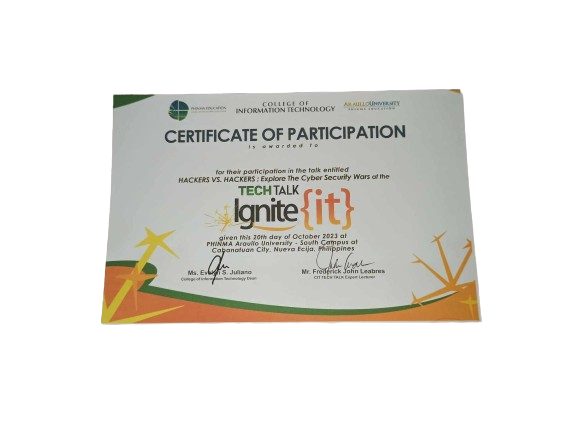 PHINMA EDUCATION
COLLEGE OF
INFORMATION TECHNOLOGY
ARAULLO UNIVERSITY
PHINMA EDUCATION
CERTIFICATE OF PARTICIPATION
is awarded to
for their participation in the talk entitled
HACKERS VS. HACKERS : Explore The Cyber Security Wars at the
TECH TALK
Ignite {it}
given this 20th day of October 2023 at
PHINMA Araullo University - South Campus at
Cabanatuan City, Nueva Ecija, Philippines
Ms. S. Juliano
Mr. Frederick John Leabres
College of Information Technology Dean
CIT TECH TALK Expert Lecturer